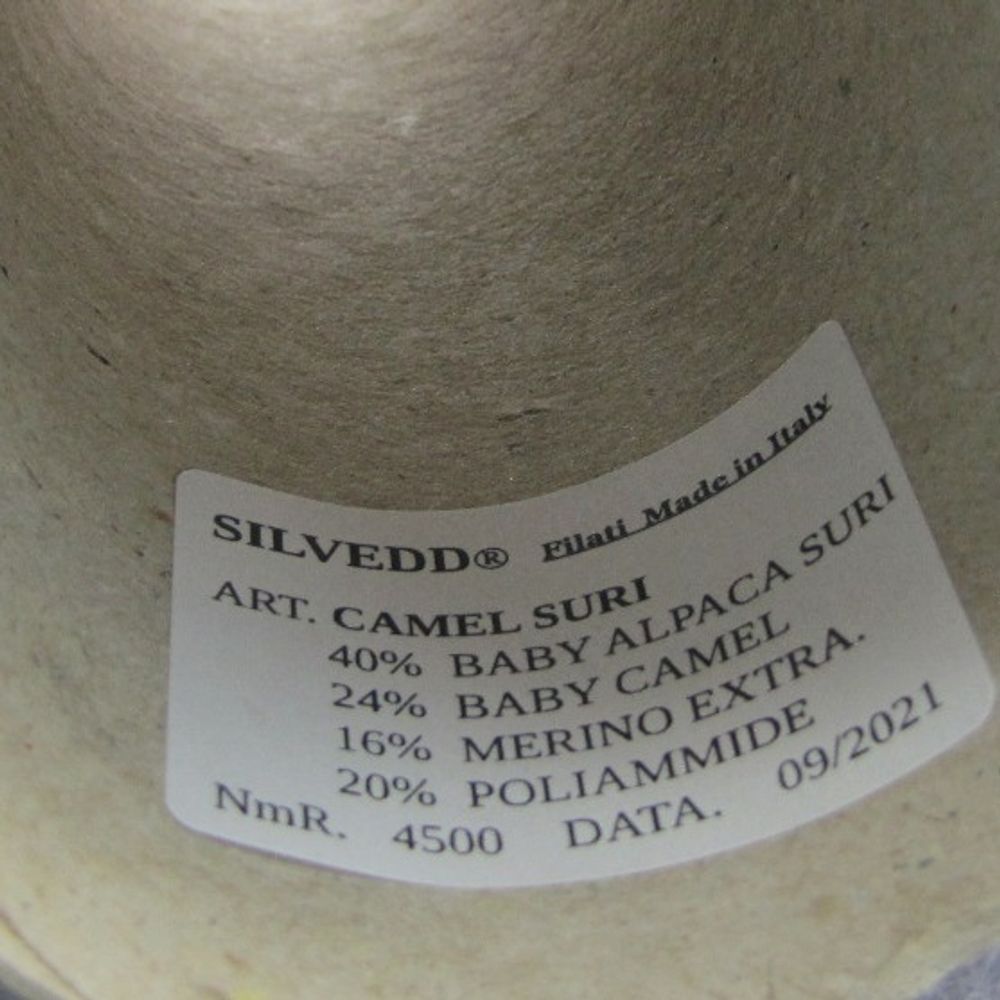 SILVEDD® Filati Made in Italy
ART. CAMEL SURI
40% BABY ALPACA SURI
24% BABY CAMEL
16% MERINO EXTRA.
20% POLIAMMIDE
NmR. 4500 DATA. 09/2021